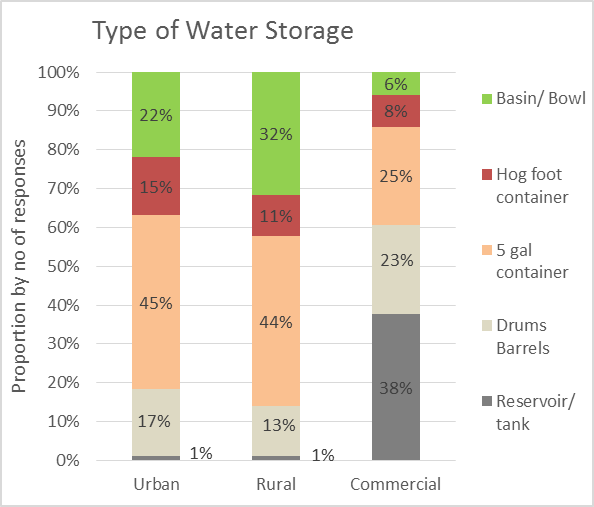 Type of Water Storage
Proportion by no of responses
100%
90%
80%
70%
60%
50%
40%
30%
20%
10%
0%
22%
15%
45%
17%
1%
32%
11%
44%
13%
1%
6%
8%
25%
23%
38%
Urban
Rural
Commercial
Basin/ Bowl
Hog foot
container
5 gal
container
Drums
Barrels
Reservoir/
tank